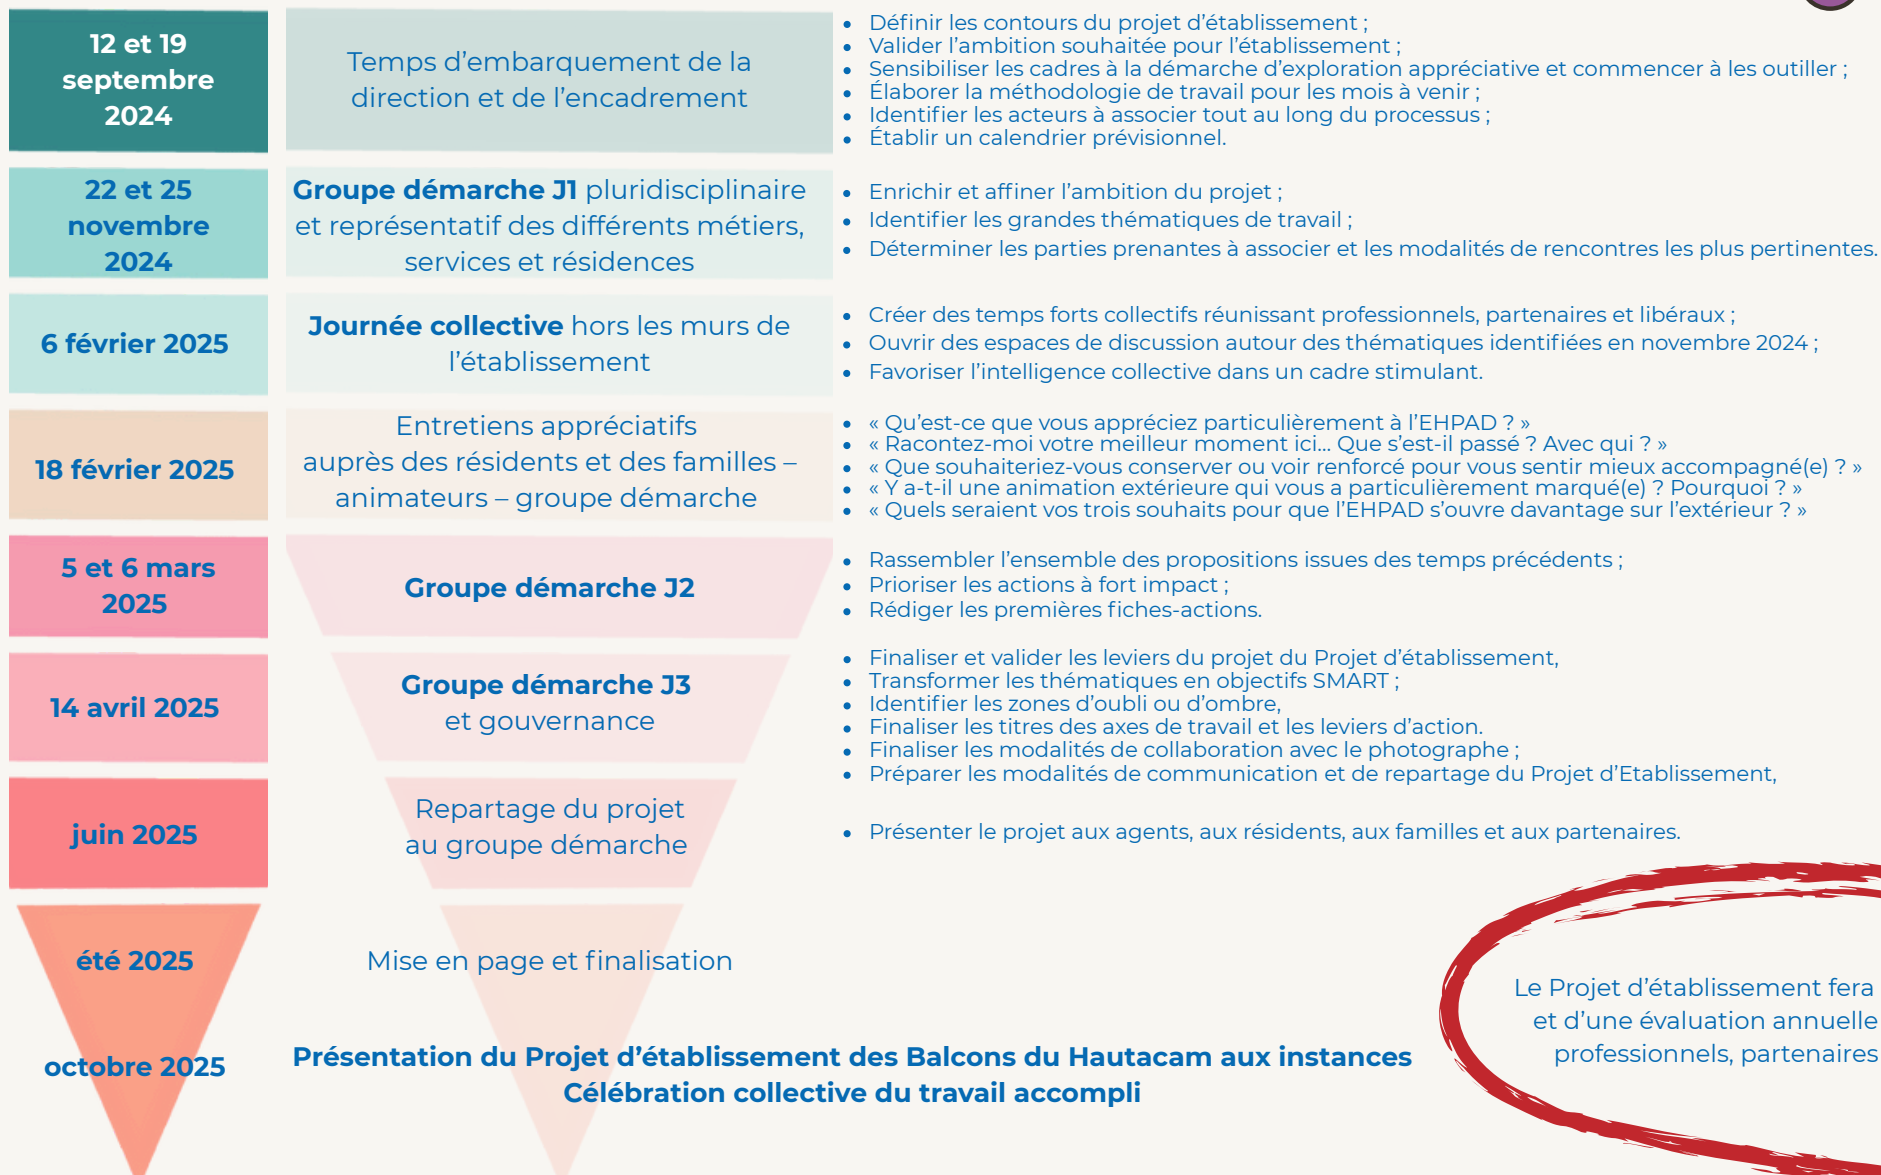 12 et 19
septembre
2024
Temps d'embarquement de la
direction et de l'encadrement
• Définir les contours du projet d'établissement ;
• Valider l'ambition souhaitée pour l'établissement ;
• Sensibiliser les cadres à la démarche d'exploration appréciative et commencer à les outiller ;
• Élaborer la méthodologie de travail pour les mois à venir ;
• Identifier les acteurs à associer tout au long du processus ;
• Établir un calendrier prévisionnel.
22 et 25
novembre
2024
Groupe démarche J1 pluridisciplinaire
et représentatif des différents métiers,
services et résidences
• Enrichir et affiner l'ambition du projet ;
• Identifier les grandes thématiques de travail ;
• Déterminer les parties prenantes à associer et les modalités de rencontres les plus pertinentes.
6 février 2025
Journée collective hors les murs de
l'établissement
• Créer des temps forts collectifs réunissant professionnels, partenaires et libéraux ;
• Ouvrir des espaces de discussion autour des thématiques identifiées en novembre 2024 ;
• Favoriser l'intelligence collective dans un cadre stimulant.
18 février 2025
Entretiens appréciatifs
auprès des résidents et des familles –
animateurs – groupe démarche
• « Qu'est-ce que vous appréciez particulièrement à l'EHPAD ? »
• « Racontez-moi votre meilleur moment ici... Que s'est-il passé ? Avec qui ? »
• « Que souhaiteriez-vous conserver ou voir renforcé pour vous sentir mieux accompagné(e) ? »
• « Y a-t-il une animation extérieure qui vous a particulièrement marqué(e) ? Pourquoi ? »
• « Quels seraient vos trois souhaits pour que l'EHPAD s'ouvre davantage sur l'extérieur ? »
5 et 6 mars
2025
Groupe démarche J2
• Rassembler l'ensemble des propositions issues des temps précédents ;
• Prioriser les actions à fort impact ;
• Rédiger les premières fiches-actions.
14 avril 2025
Groupe démarche J3
et gouvernance
• Finaliser et valider les leviers du projet du Projet d'établissement,
• Transformer les thématiques en objectifs SMART ;
• Identifier les zones d'oubli ou d'ombre,
• Finaliser les titres des axes de travail et les leviers d'action.
• Finaliser les modalités de collaboration avec le photographe ;
• Préparer les modalités de communication et de repartage du Projet d'Etablissement,
juin 2025
Repartage du projet
au groupe démarche
• Présenter le projet aux agents, aux résidents, aux familles et aux partenaires.
été 2025
Mise en page et finalisation
octobre 2025
Présentation du Projet d'établissement des Balcons du Hautacam aux instances
Célébration collective du travail accompli
Le Projet d'établissement fera
et d'une évaluation annuelle
professionnels, partenaires